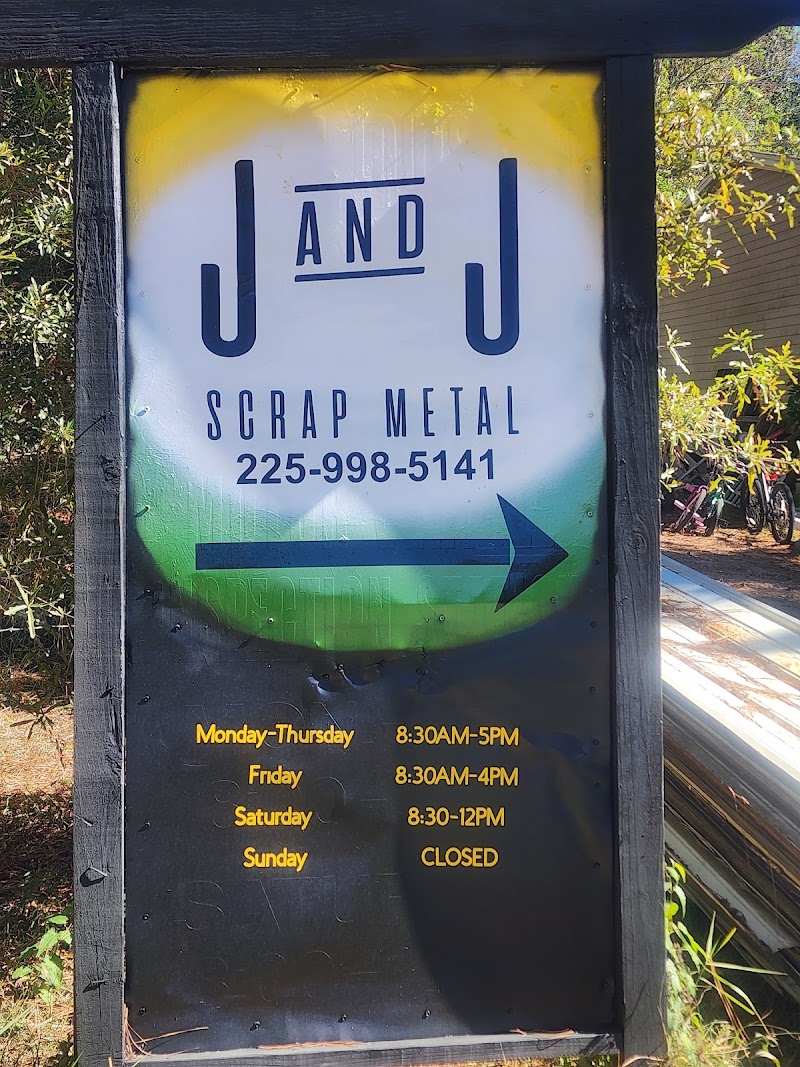 J AND J
SCRAP METAL
225-998-5141
Monday-Thursday 8:30AM-5PM
Friday 8:30AM-4PM
Saturday 8:30-12PM
Sunday CLOSED